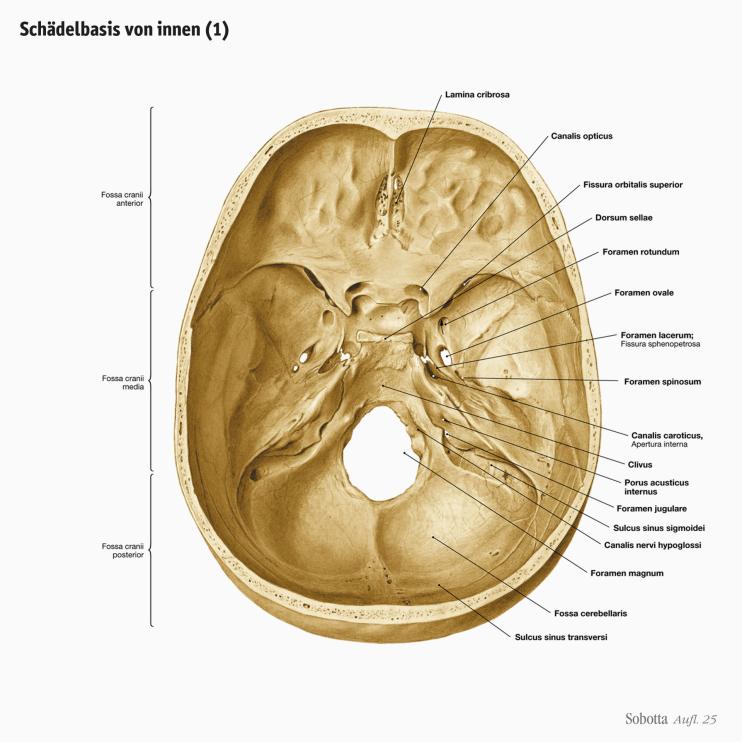 Schädelbasis von innen (1)
Lamina cribrosa
Canalis opticus
Fissura orbitalis superior
Dorsum sellae
Foramen rotundum
Foramen ovale
Foramen lacerum;
Fissura sphenopetrosa
Foramen spinosum
Canalis caroticus,
Apertura interna
Clivus
Porus acusticus
internus
Foramen jugulare
Sulcus sinus sigmoidei
Canalis nervi hypoglossi
Foramen magnum
Fossa cerebellaris
Sulcus sinus transversi
Fossa cranii
anterior
Fossa cranii
media
Fossa cranii
posterior
Sobotta Aufl. 25